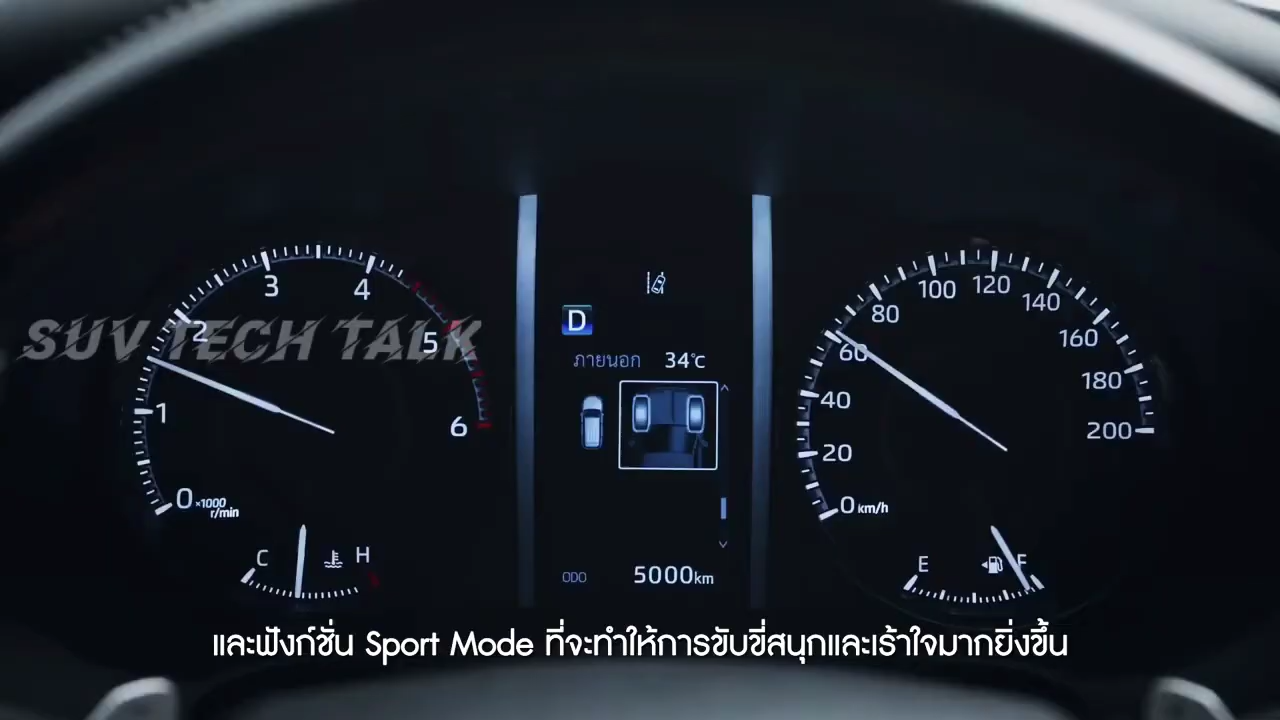 SUV TECH TALK
0
1
2
3
4
5
6
×1000
r/min
C
H
D
ภายนอก 34℃
ODO 5000km
0
20
40
60
80
100
120
140
160
180
200
km/h
E
F
และฟังก์ชั่น Sport Mode ที่จะทำให้การขับขี่สนุกและเร้าใจมากยิ่งขึ้น